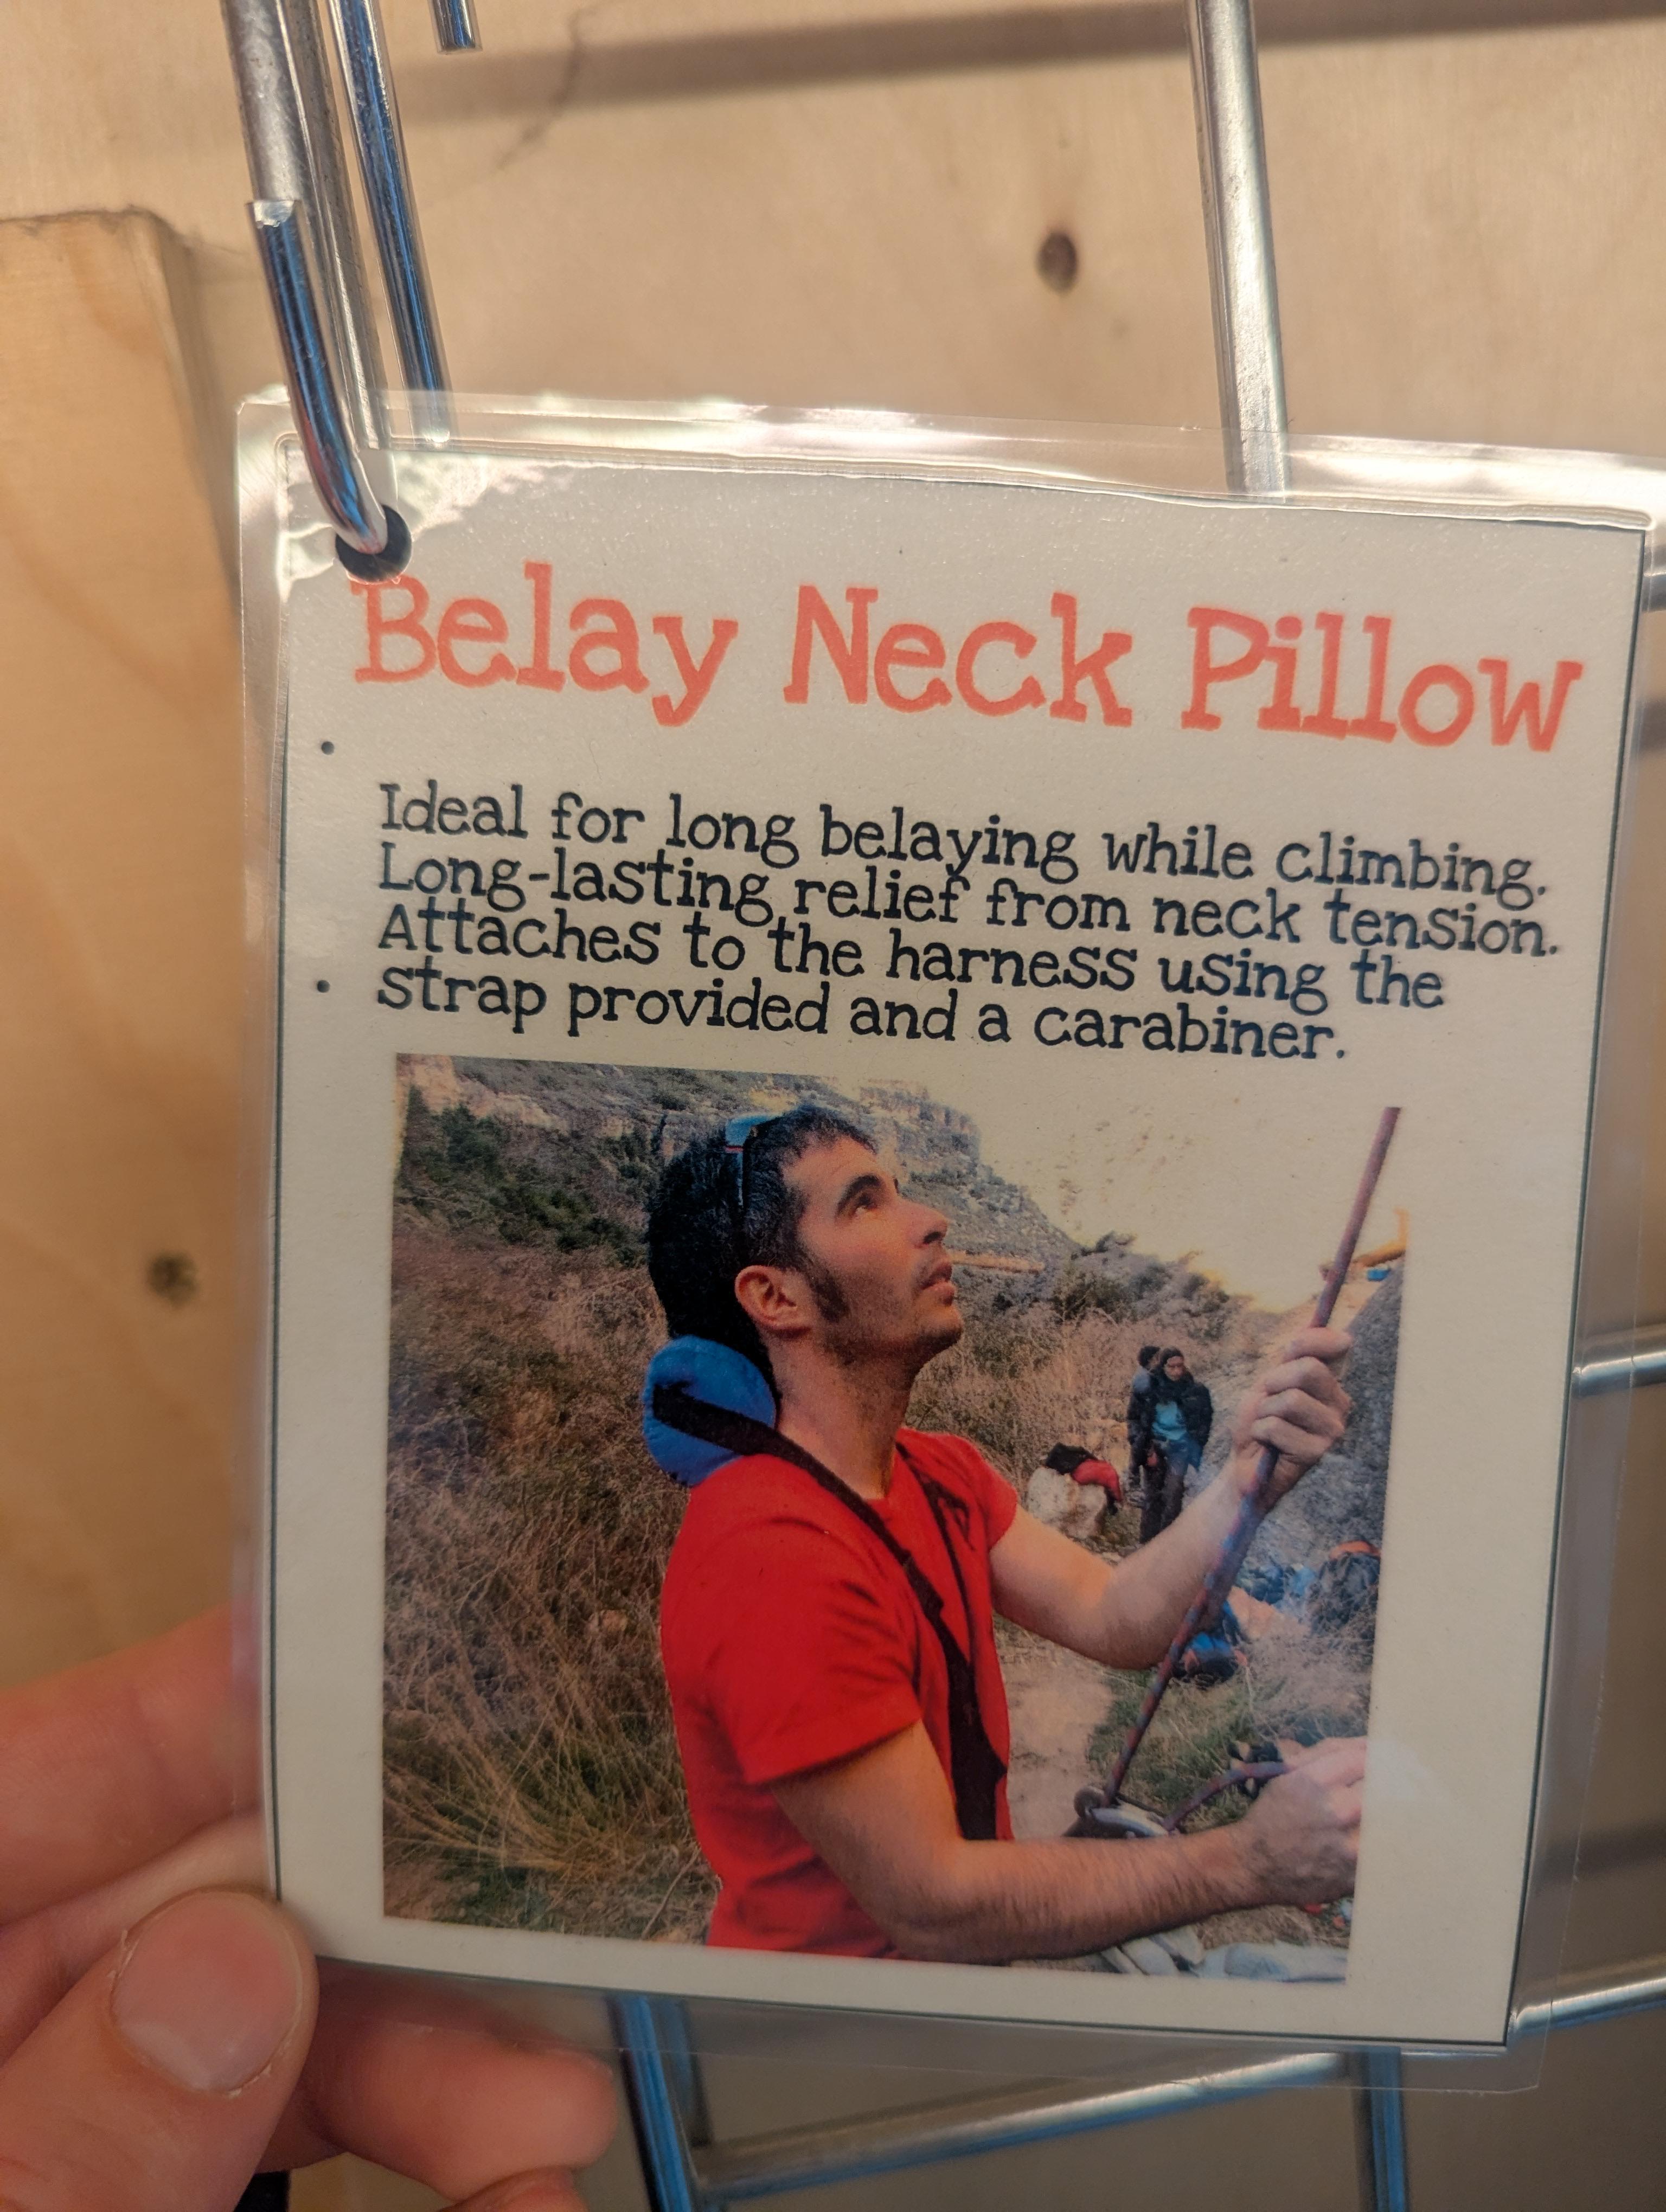 Belay Neck Pillow
Ideal for long belaying while climbing.
Long-lasting relief from neck tension.
Attaches to the harness using the
strap provided and a carabiner.